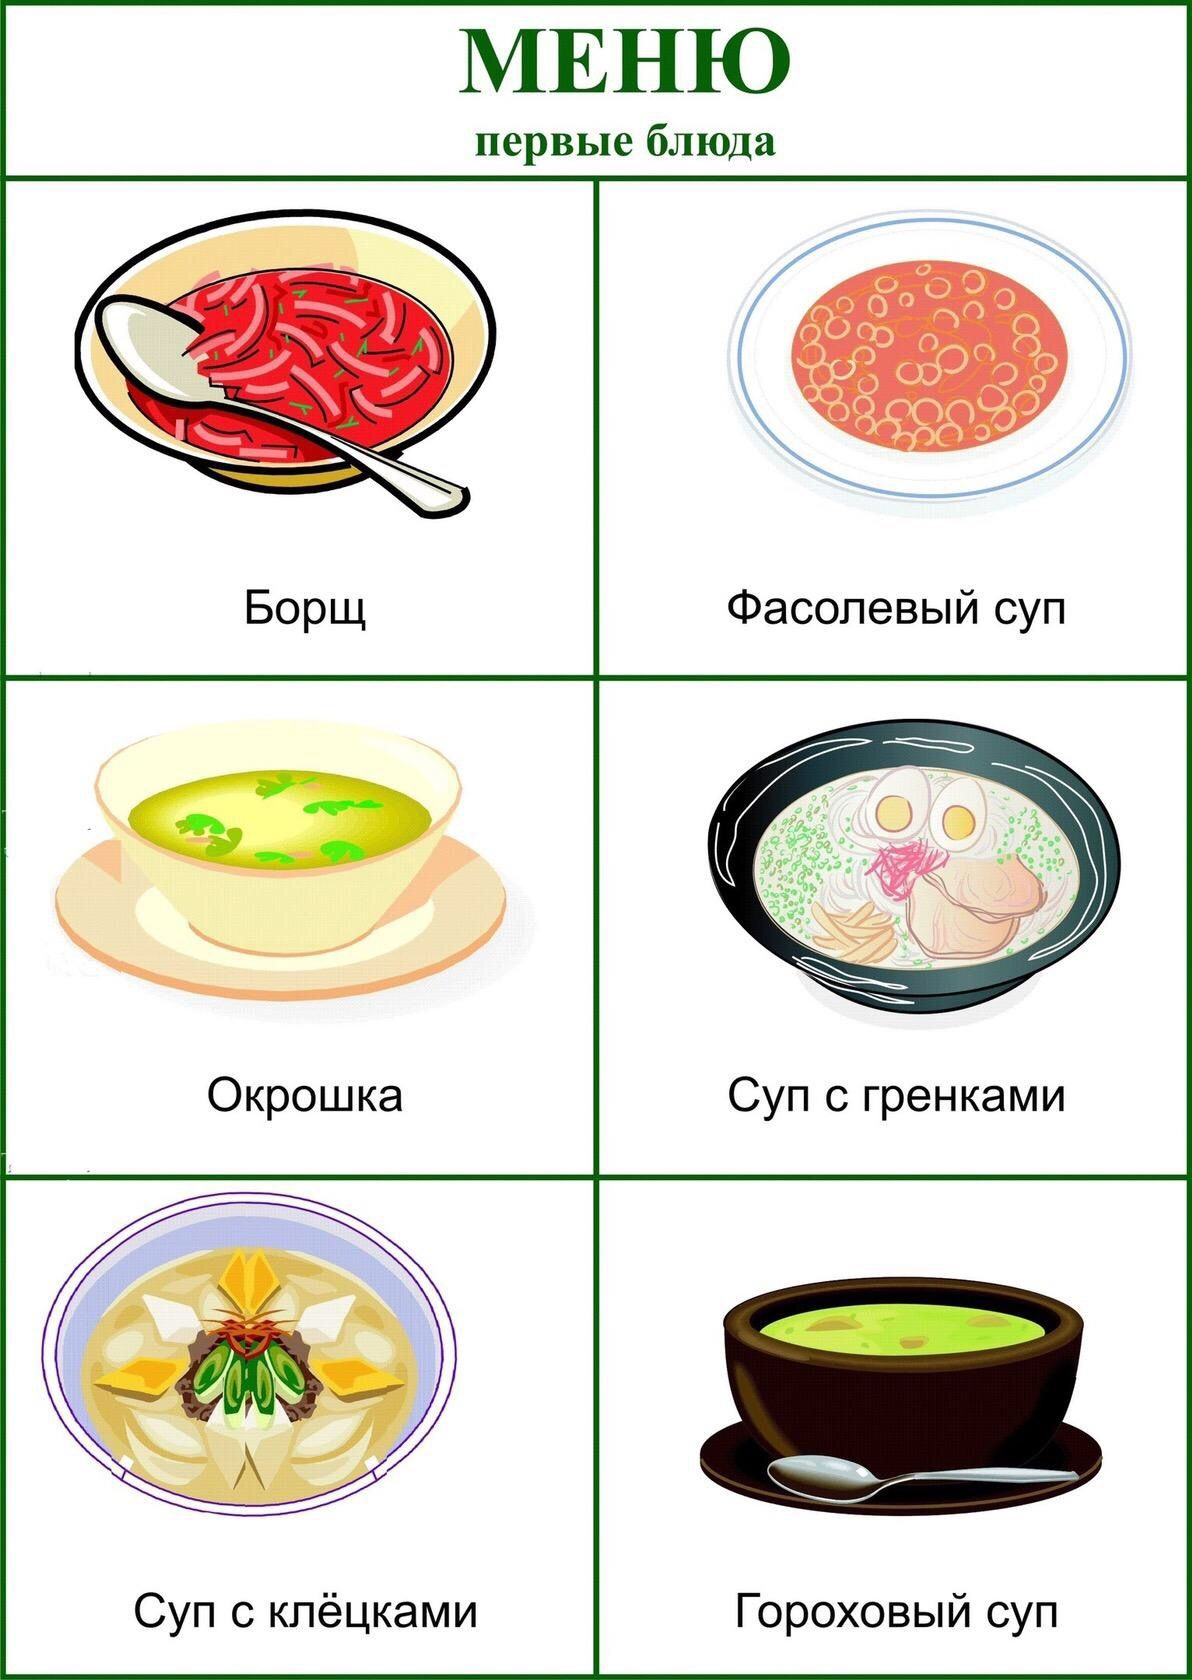 МЕНЮ
первые блюда
Борщ
Фасолевый суп
Окрошка
Суп с гренками
Суп с клёцками
Гороховый суп